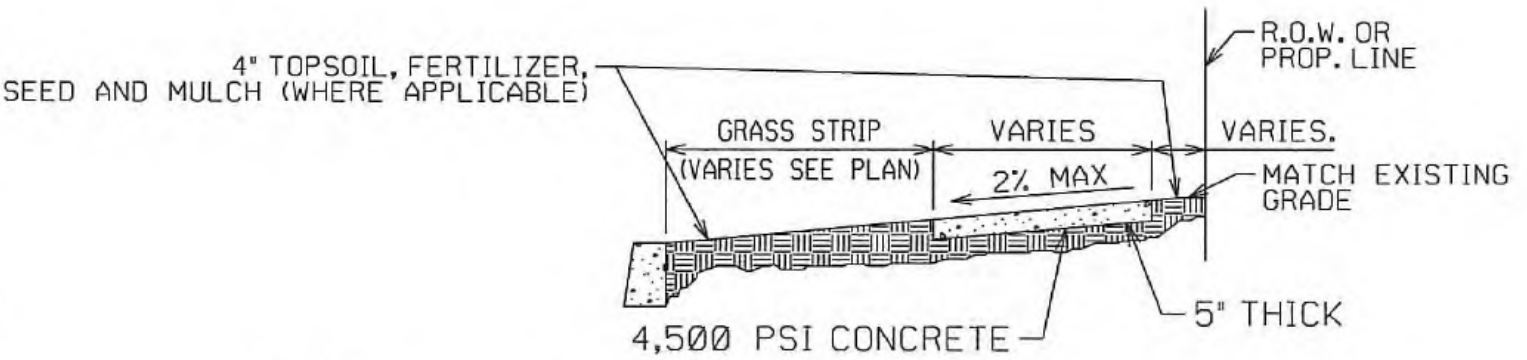 4" TOPSOIL, FERTILIZER,
SEED AND MULCH (WHERE APPLICABLE)
R.O.W. OR
PROP. LINE
GRASS STRIP
(VARIES SEE PLAN)
VARIES
VARIES.
2% MAX
MATCH EXISTING
GRADE
4,500 PSI CONCRETE
5" THICK